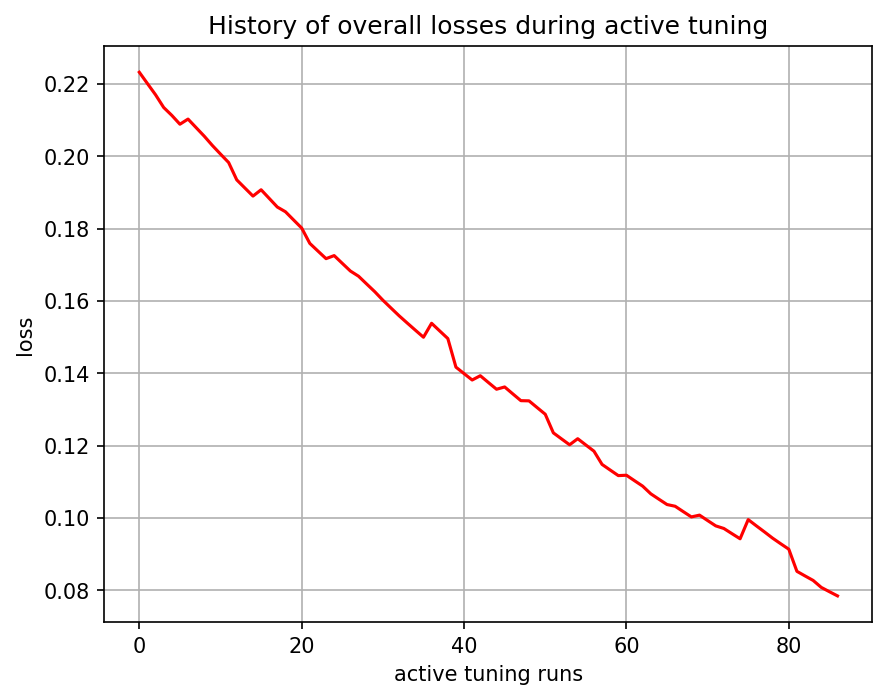 History of overall losses during active tuning
0.22
0.20
0.18
0.16
0.14
0.12
0.10
0.08
loss
0 20 40 60 80
active tuning runs